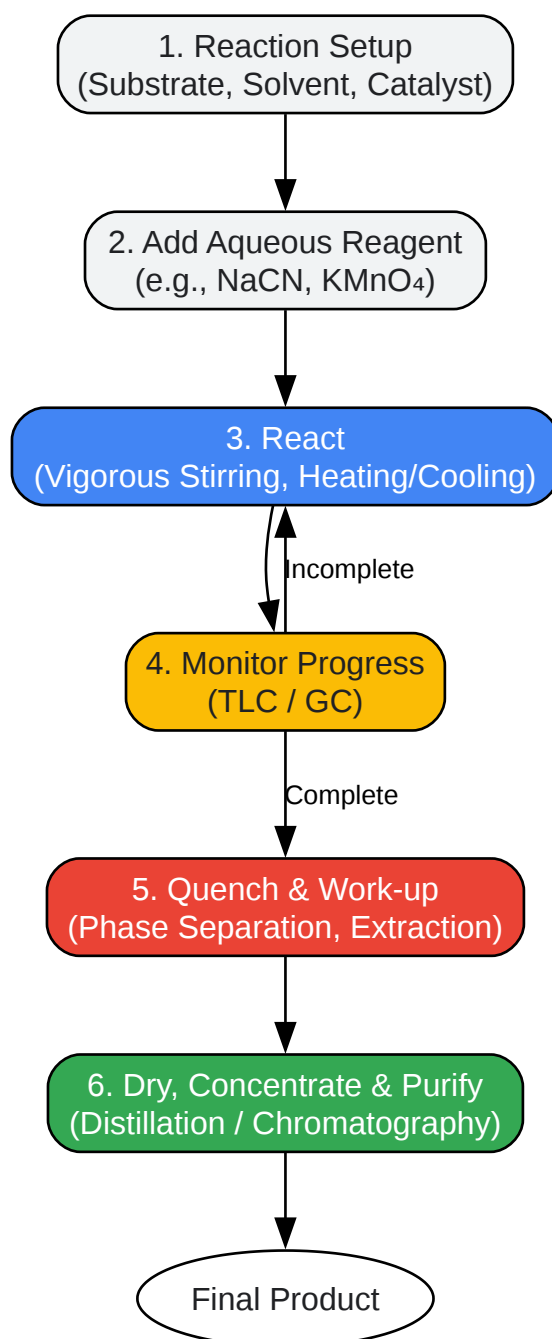 1. Reaction Setup
(Substrate, Solvent, Catalyst)
2. Add Aqueous Reagent
(e.g., NaCN, KMnO₄)
3. React
(Vigorous Stirring, Heating/Cooling)
Incomplete
4. Monitor Progress
(TLC / GC)
Complete
5. Quench & Work-up
(Phase Separation, Extraction)
6. Dry, Concentrate & Purify
(Distillation / Chromatography)
Final Product